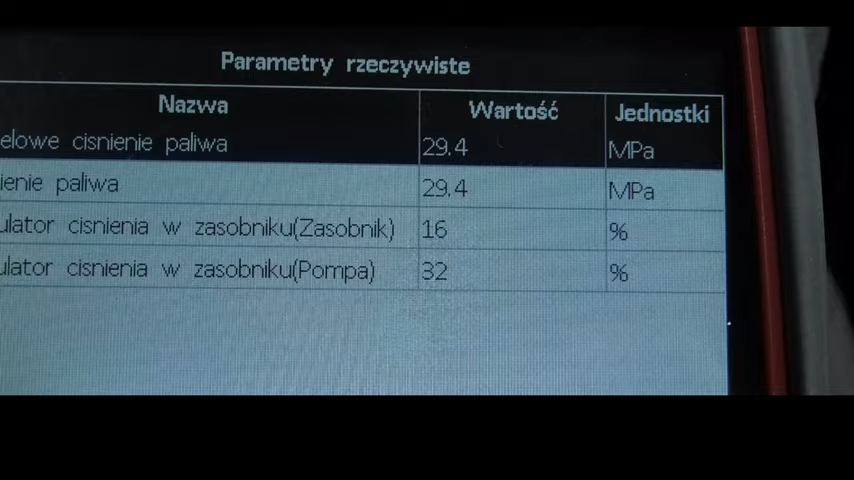 Parametry rzeczywiste
Nazwa Wartość Jednostki
elowe cisnienie paliwa 29.4 MPa
ienie paliwa 29.4 MPa
ulator cisnienia w zasobniku(Zasobnik) 16 %
ulator cisnienia w zasobniku(Pompa) 32 %